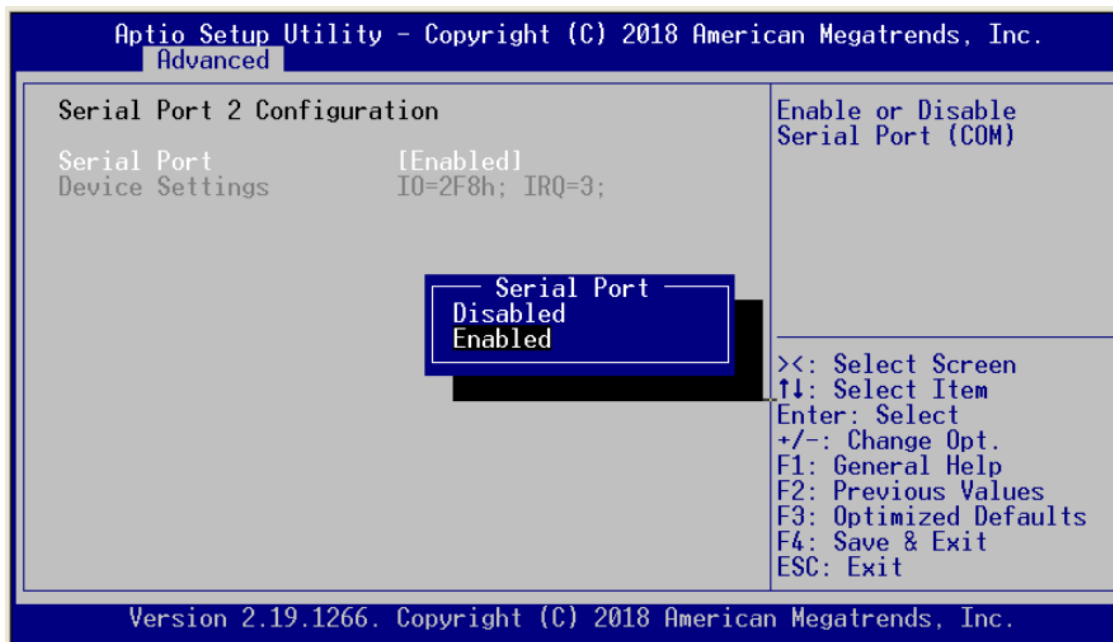 Aptio Setup Utility – Copyright (C) 2018 American Megatrends, Inc.
Advanced
Serial Port 2 Configuration
Serial Port [Enabled]
Device Settings IO=2F8h; IRQ=3;
Serial Port
Disabled
Enabled
Enable or Disable
Serial Port (COM)
><: Select Screen
↑↓: Select Item
Enter: Select
+/-: Change Opt.
F1: General Help
F2: Previous Values
F3: Optimized Defaults
F4: Save & Exit
ESC: Exit
Version 2.19.1266. Copyright (C) 2018 American Megatrends, Inc.